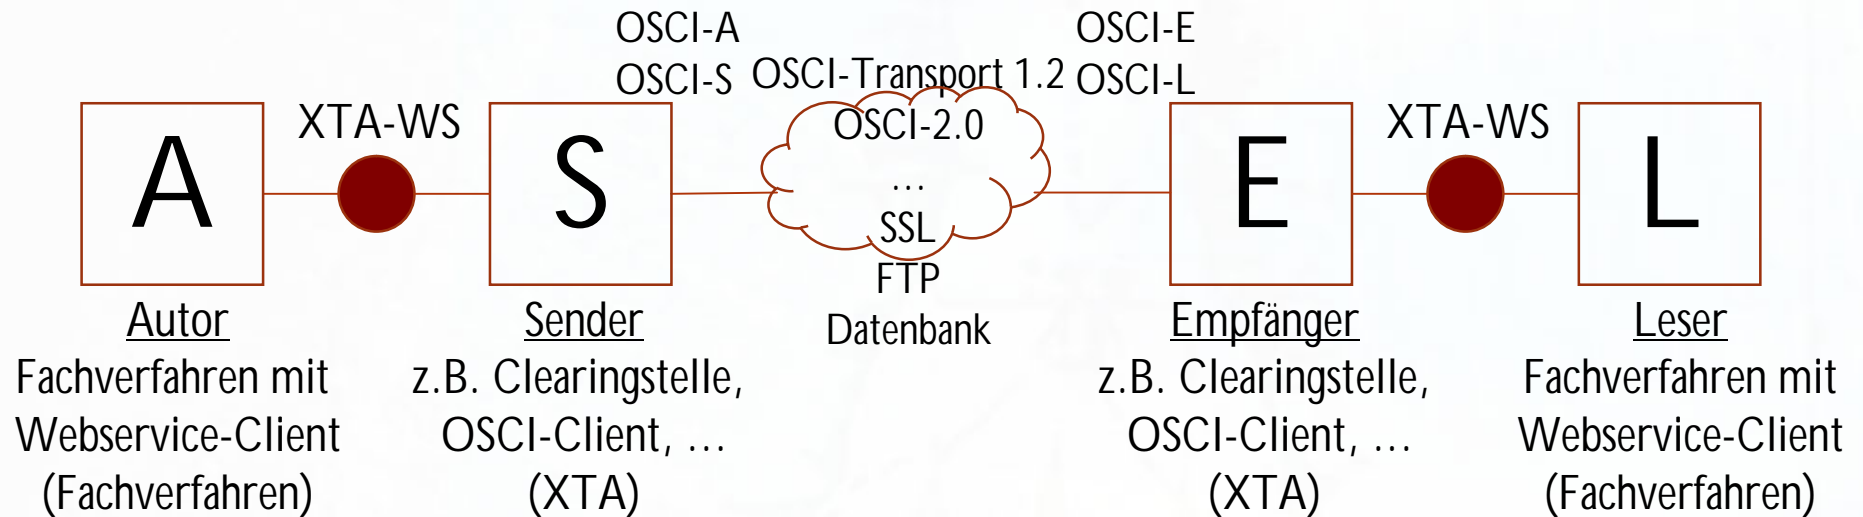 OSCI-A
OSCI-S
OSCI-E
OSCI-L
OSCI-Transport 1.2
OSCI-2.0
...
SSL
FTP
Datenbank
A
XTA-WS
S
E
XTA-WS
L
Autor
Fachverfahren mit
Webservice-Client
(Fachverfahren)
Sender
z.B. Clearingstelle,
OSCI-Client, ...
(XTA)
Empfänger
z.B. Clearingstelle,
OSCI-Client, ...
(XTA)
Leser
Fachverfahren mit
Webservice-Client
(Fachverfahren)